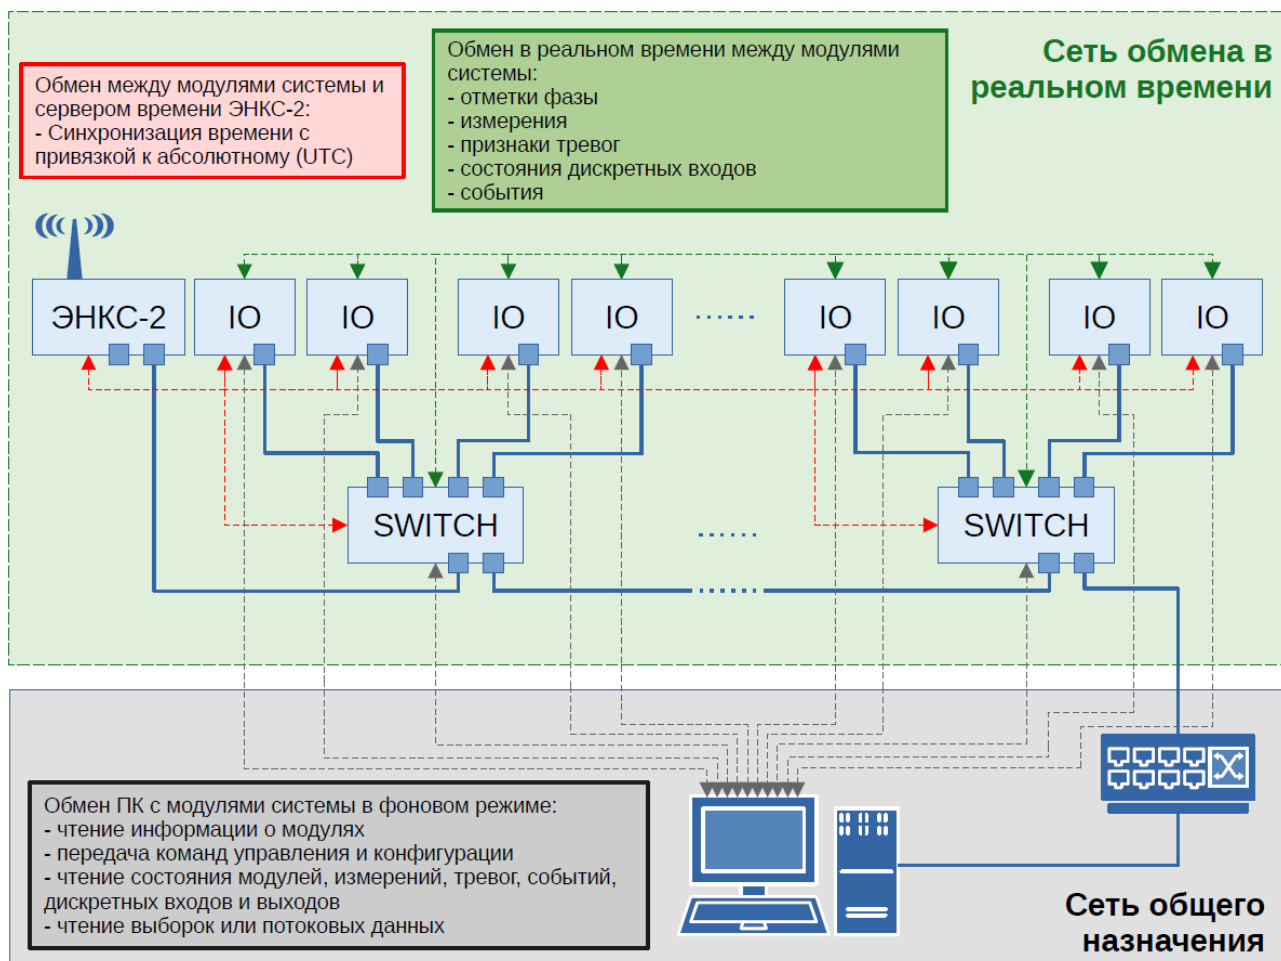 Обмен между модулями системы и
сервером времени ЭНКС-2:
- Синхронизация времени с
привязкой к абсолютному (UTC)
Обмен в реальном времени между модулями
системы:
- отметки фазы
- измерения
- признаки тревог
- состояния дискретных входов
- события
Сеть обмена в
реальном времени
ЭНКС-2
IO
IO
IO
IO
IO
IO
IO
IO
SWITCH
SWITCH
Обмен ПК с модулями системы в фоновом режиме:
- чтение информации о модулях
- передача команд управления и конфигурации
- чтение состояния модулей, измерений, тревог, событий,
дискретных входов и выходов
- чтение выборок или потоковых данных
Сеть общего
назначения